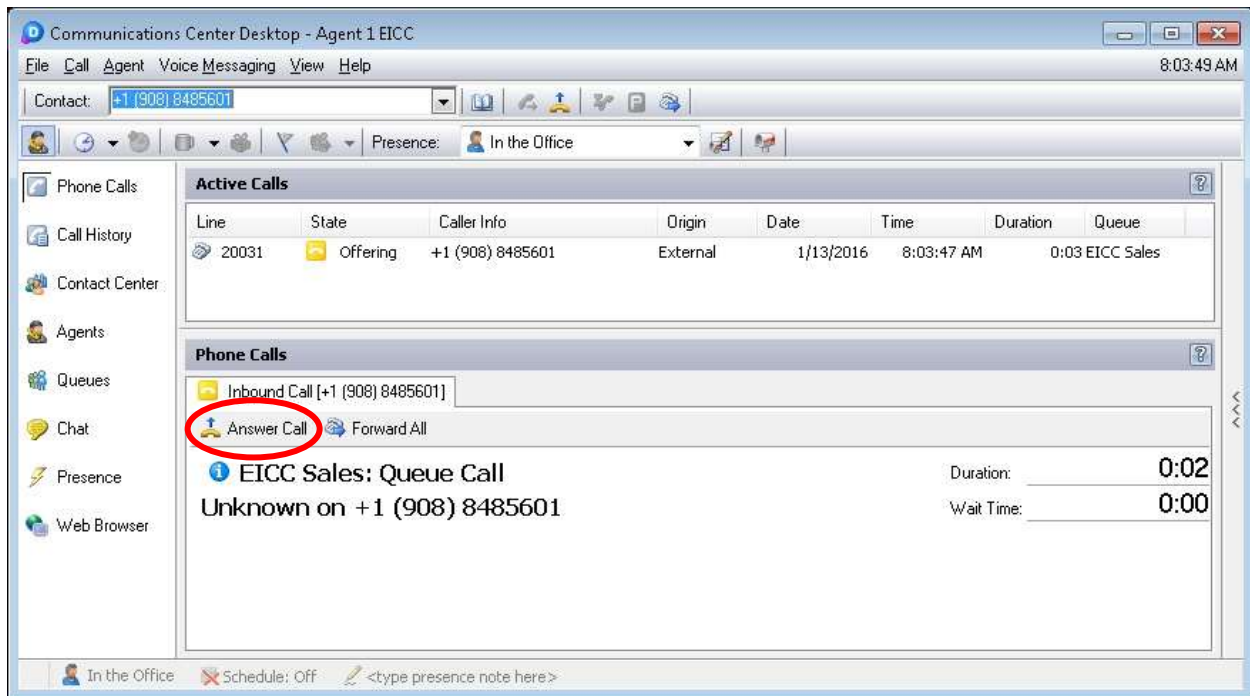 Communications Center Desktop - Agent 1 EICC
File Call Agent Voice Messaging View Help 8:03:49 AM
Contact: +1 (908) 8485601
Presence: In the Office
Phone Calls
Call History
Contact Center
Agents
Queues
Chat
Presence
Web Browser
Active Calls
Line State Caller Info Origin Date Time Duration Queue
20031 Offering +1 (908) 8485601 External 1/13/2016 8:03:47 AM 0:03 EICC Sales
Phone Calls
Inbound Call [+1 (908) 8485601]
Answer Call Forward All
EICC Sales: Queue Call Duration: 0:02
Unknown on +1 (908) 8485601 Wait Time: 0:00
In the Office Schedule: Off <type presence note here>